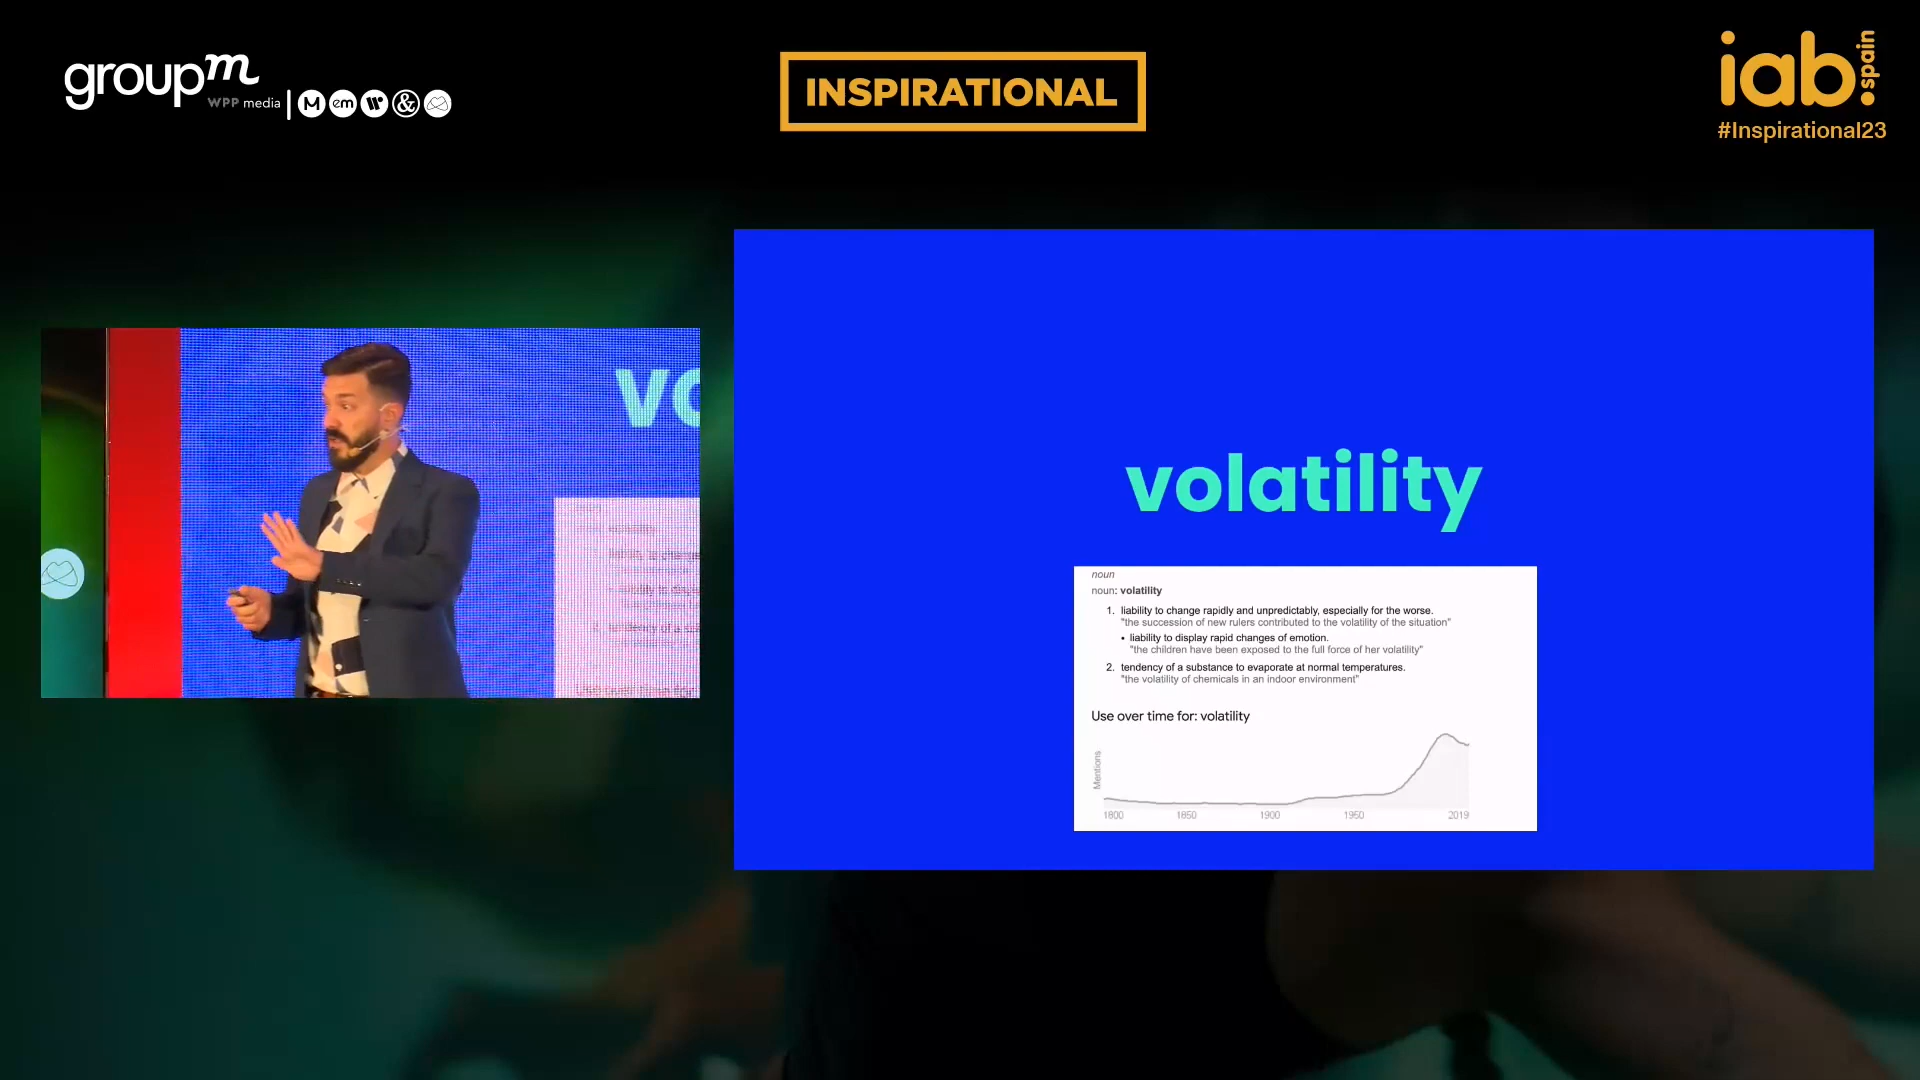 groupm
WPP media
M em W &
INSPIRATIONAL
iab.spain
#Inspirational23
vo
volatility
noun
noun: volatility
1. liability to change rapidly and unpredictably, especially for the worse.
"the succession of new rulers contributed to the volatility of the situation"
• liability to display rapid changes of emotion.
"the children have been exposed to the full force of her volatility"
2. tendency of a substance to evaporate at normal temperatures.
"the volatility of chemicals in an indoor environment"
Use over time for: volatility
Mentions
1800 1850 1900 1950 2019